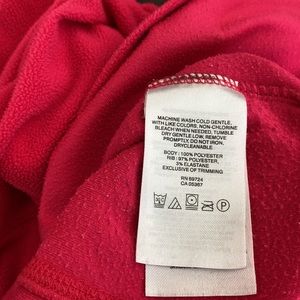 MACHINE WASH COLD GENTLE,
WITH LIKE COLORS, NON-CHLORINE
BLEACH WHEN NEEDED, TUMBLE
DRY GENTLE LOW, REMOVE
PROMPTLY, DO NOT IRON,
DRYCLEANABLE
BODY : 100% POLYESTER
RIB : 97% POLYESTER,
3% ELASTANE
EXCLUSIVE OF TRIMMING
RN 69724
CA 05367
P